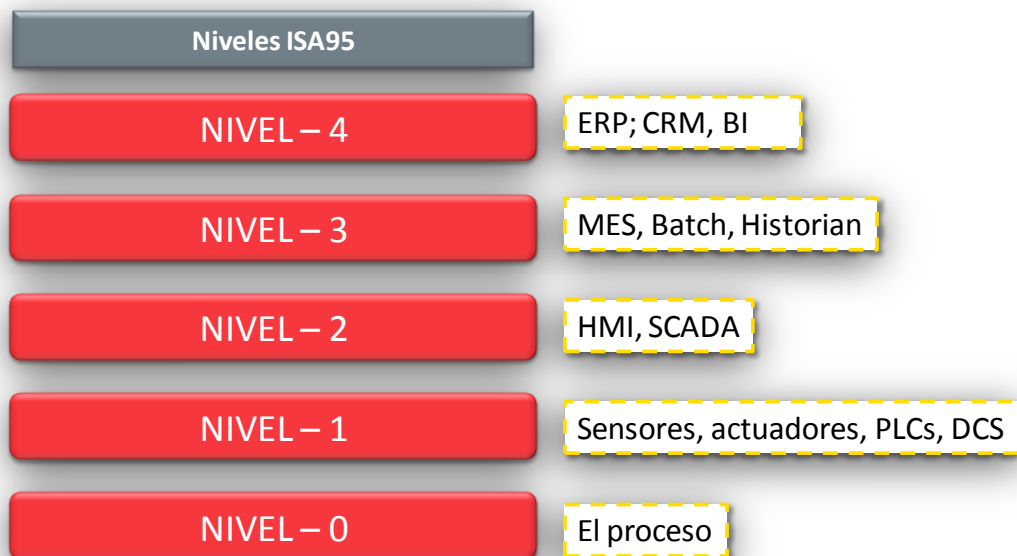 Niveles ISA95
NIVEL – 4
ERP; CRM, BI
NIVEL – 3
MES, Batch, Historian
NIVEL – 2
HMI, SCADA
NIVEL – 1
Sensores, actuadores, PLCs, DCS
NIVEL – 0
El proceso